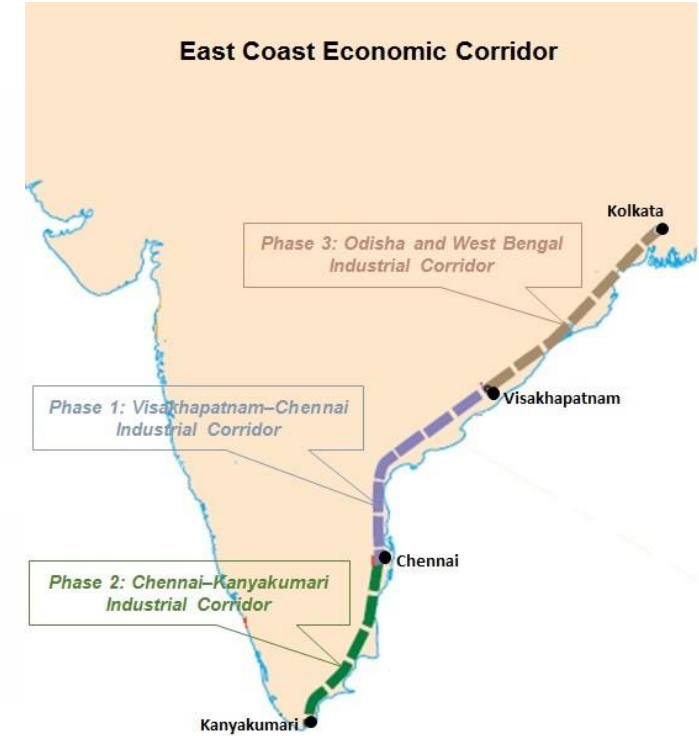 East Coast Economic Corridor
Kolkata
Phase 3: Odisha and West Bengal
Industrial Corridor
Visakhapatnam
Phase 1: Visakhapatnam–Chennai
Industrial Corridor
Chennai
Phase 2: Chennai–Kanyakumari
Industrial Corridor
Kanyakumari